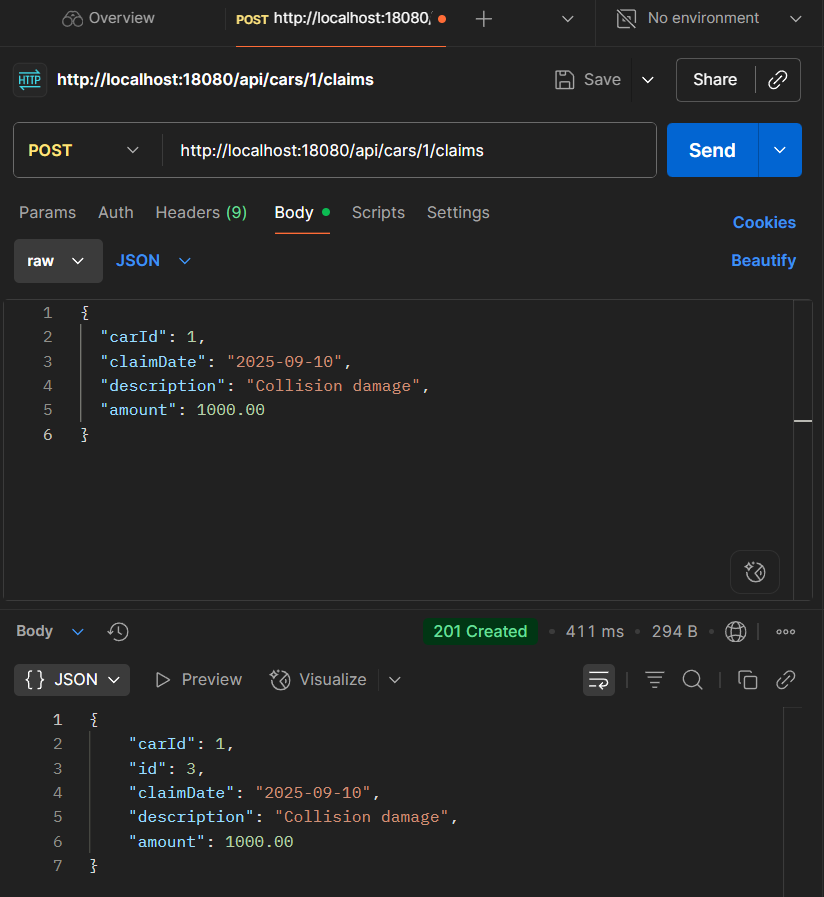 Overview
POST http://localhost:18080/
No environment
HTTP http://localhost:18080/api/cars/1/claims
Save
Share
POST
http://localhost:18080/api/cars/1/claims
Send
Params Auth Headers (9) Body Scripts Settings
Cookies
raw JSON
Beautify
1 {
2 "carId": 1,
3 "claimDate": "2025-09-10",
4 "description": "Collision damage",
5 "amount": 1000.00
6 }
Body
201 Created • 411 ms • 294 B •
{} JSON Preview Visualize
1 {
2 "carId": 1,
3 "id": 3,
4 "claimDate": "2025-09-10",
5 "description": "Collision damage",
6 "amount": 1000.00
7 }